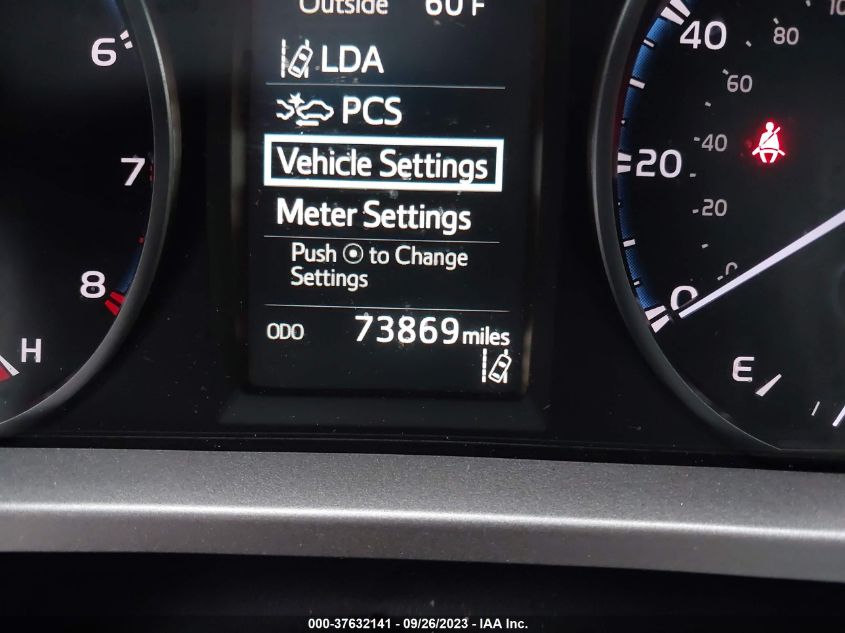 Outside 60 F
LDA
PCS
Vehicle Settings
Meter Settings
Push to Change
Settings
ODO 73869 miles
6
7
8
H
40
20
0
80
60
40
20
0
E
000-37632141 - 09/26/2023 - IAA Inc.